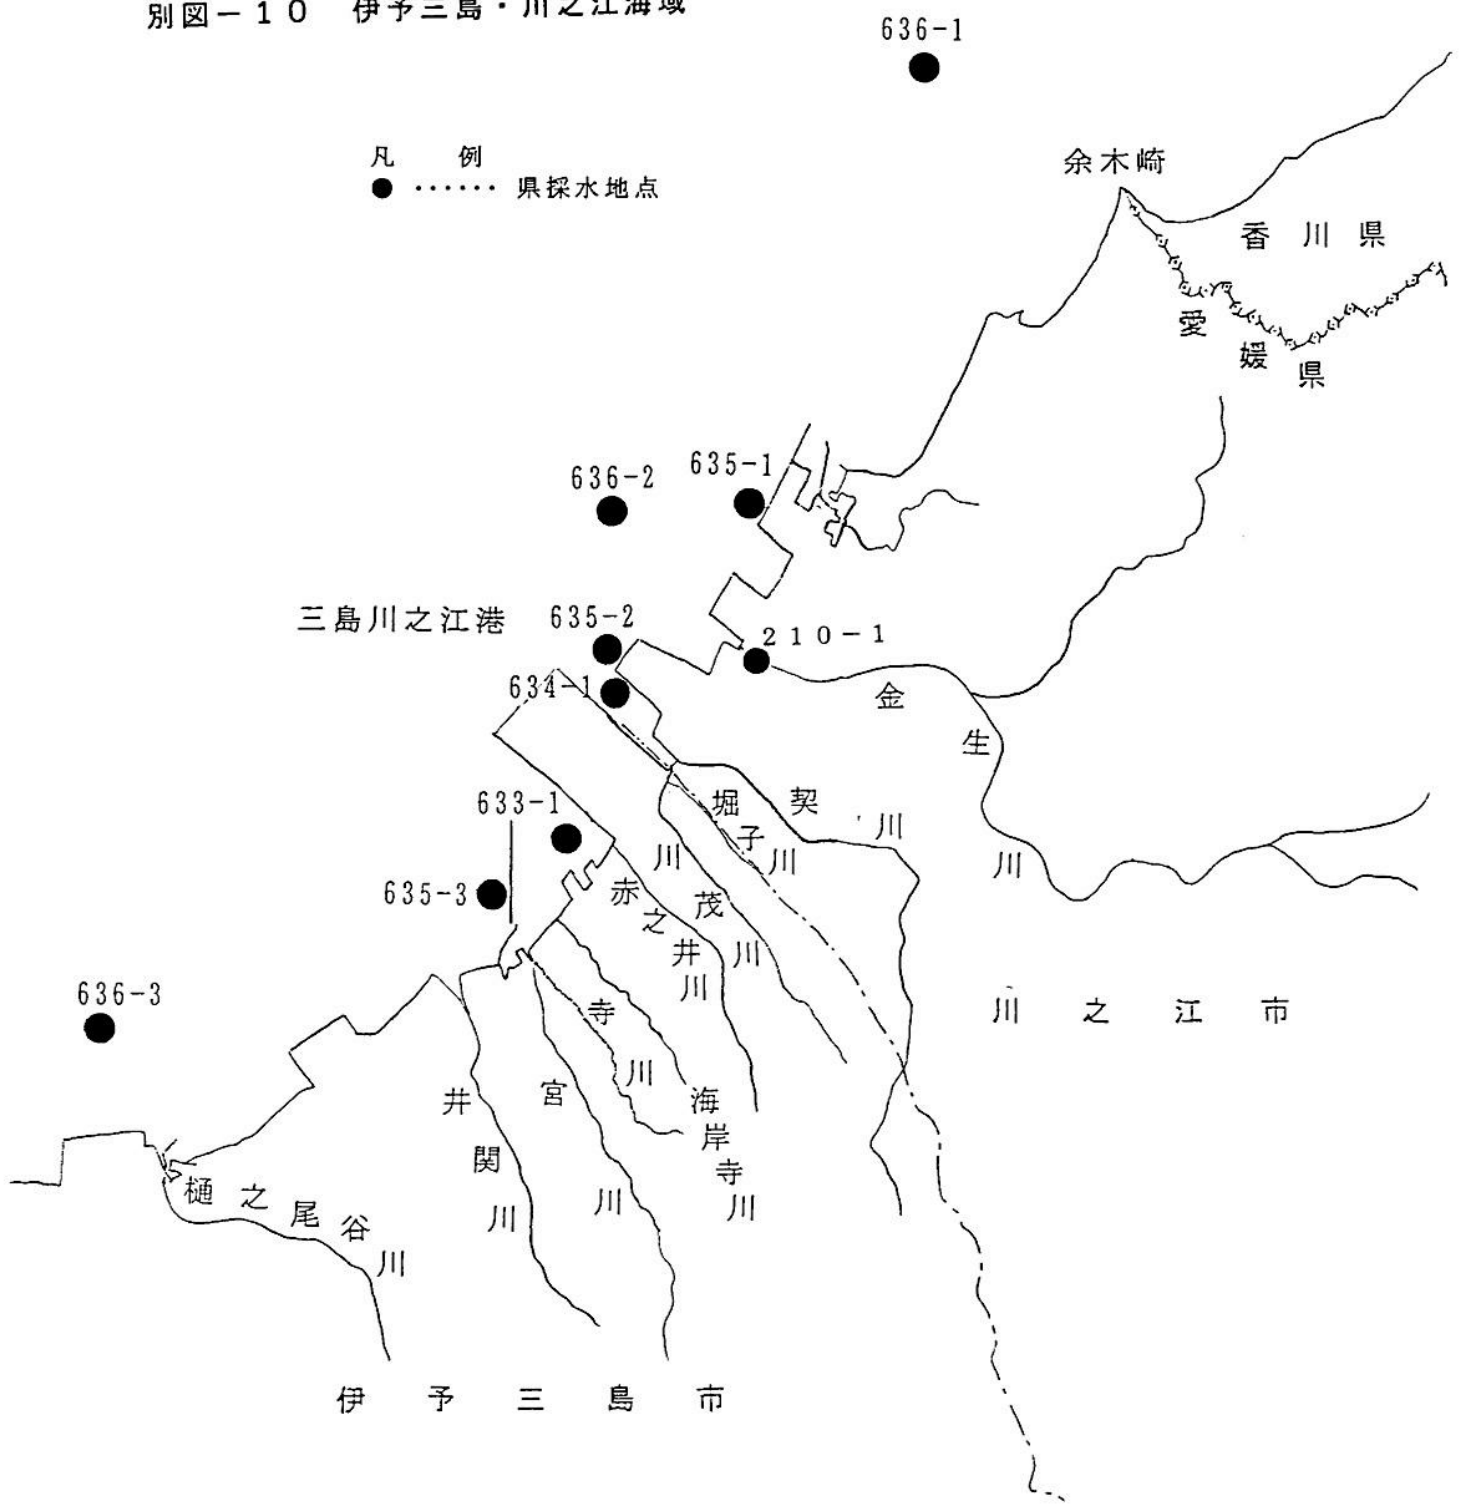 別図－10 伊予三島・川之江海域
636-1
凡 例
●……県採水地点
余木崎
香川県
愛媛県
636-2
635-1
三島川之江港
635-2
210-1
634-1
金生川
633-1
契川
堀子川
川茂川
赤之井川
635-3
636-3
川之江市
寺川
海岸寺川
宮川
井関川
樋之尾谷川
伊予三島市